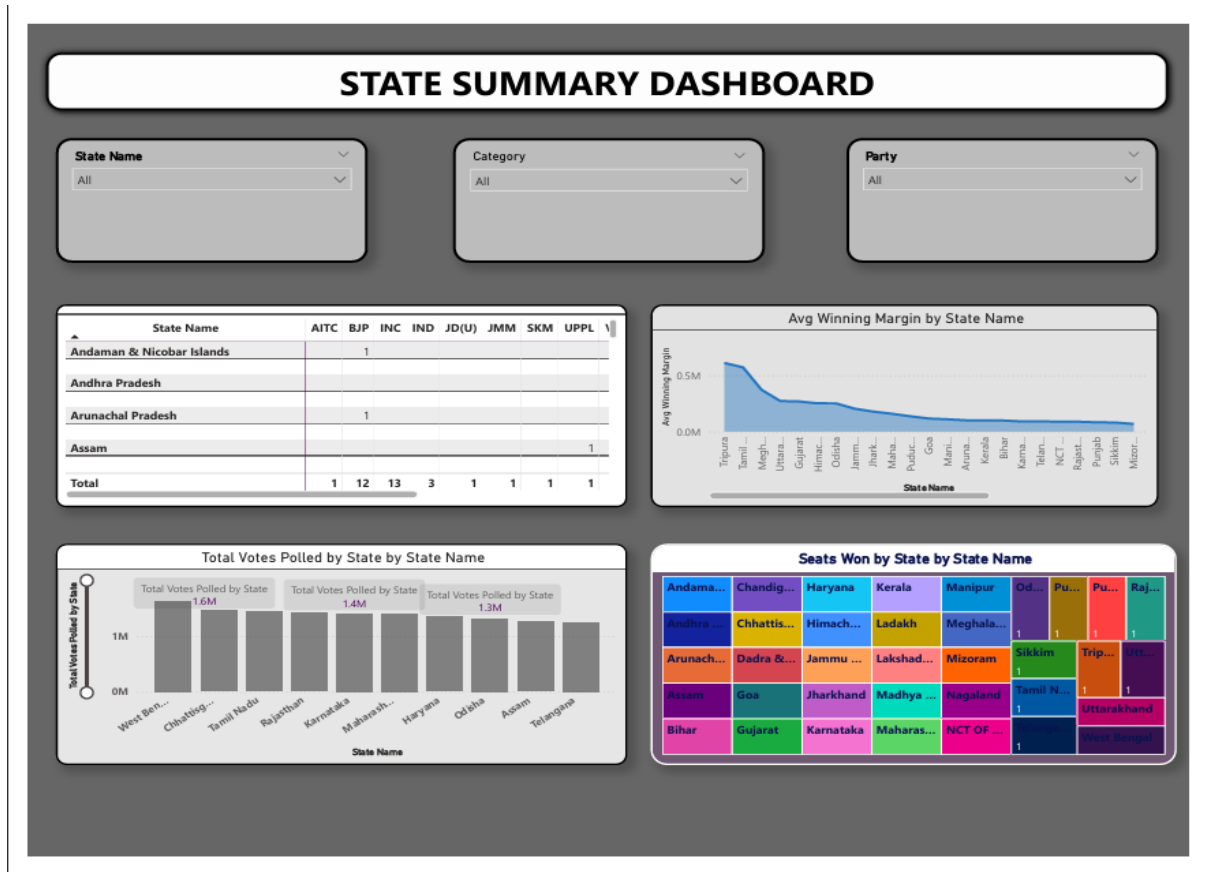 STATE SUMMARY DASHBOARD
State Name
All
Category
All
Party
All
State Name AITC BJP INC IND JD(U) JMM SKM UPPL
Andaman & Nicobar Islands 1
Andhra Pradesh
Arunachal Pradesh 1
Assam 1
Total 1 12 13 3 1 1 1 1
Avg Winning Margin by State Name
Avg Winning Margin
0.5M
0.0M
Tripura
Tamil ...
Megh...
Uttara...
Gujarat
Himac...
Odisha
Jamm...
Jhark...
Maha...
Puduc...
Goa
Mani...
Aruna...
Kerala
Bihar
Karna...
Telan...
NCT ...
Rajast...
Punjab
Sikkim
Mizor...
State Name
Total Votes Polled by State by State Name
Total Votes Polled by State
Total Votes Polled by State
1.6M
Total Votes Polled by State
1.4M
Total Votes Polled by State
1.3M
1M
0M
West Ben...
Chhattisg...
Tamil Nadu
Rajasthan
Karnataka
Maharash...
Haryana
Odisha
Assam
Telangana
State Name
Seats Won by State by State Name
Andama... Chandig... Haryana Kerala Manipur Od... Pu... Pu... Raj...
1 1 1 1
Andhra ... Chhattis... Himach... Ladakh Meghala...
Arunach... Dadra &... Jammu ... Lakshad... Mizoram Sikkim Trip... Utt...
1 1 1
Assam Goa Jharkhand Madhya ... Nagaland Tamil N...
1
Uttarakhand
Bihar Gujarat Karnataka Maharas... NCT OF ... West Bengal
1